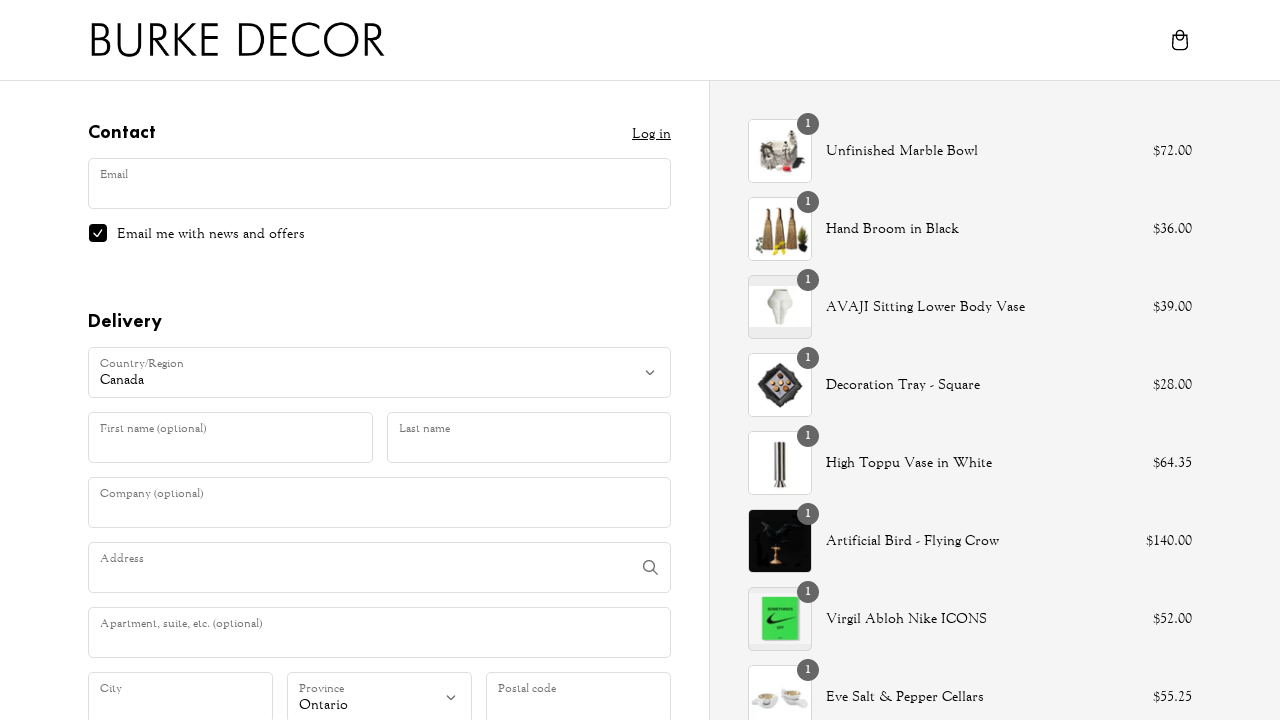 BURKE DECOR
Contact
Log in
Email
Email me with news and offers
Delivery
Country/Region
Canada
First name (optional)
Last name
Company (optional)
Address
Apartment, suite, etc. (optional)
City
Province
Ontario
Postal code
1
Unfinished Marble Bowl
$72.00
1
Hand Broom in Black
$36.00
1
AVAJI Sitting Lower Body Vase
$39.00
1
Decoration Tray - Square
$28.00
1
High Toppu Vase in White
$64.35
1
Artificial Bird - Flying Crow
$140.00
1
Virgil Abloh Nike ICONS
$52.00
1
Eve Salt & Pepper Cellars
$55.25